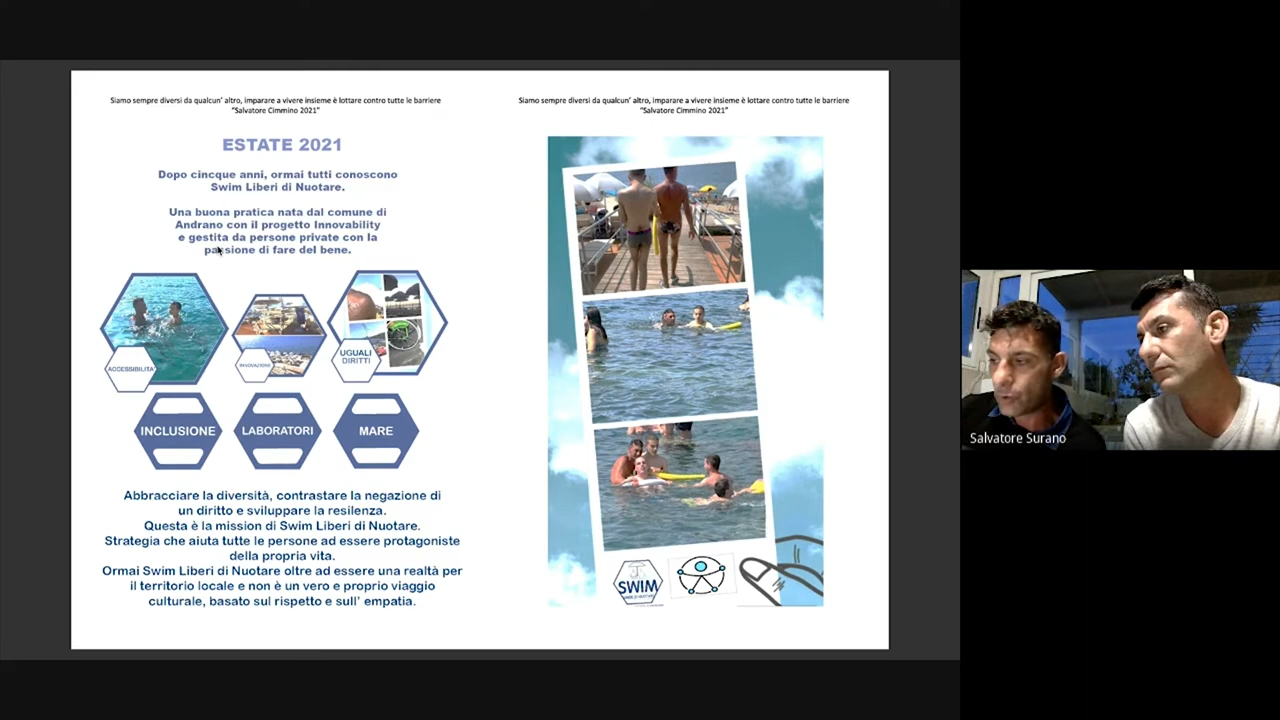 Siamo sempre diversi da qualcun' altro, imparare a vivere insieme è lottare contro tutte le barriere
"Salvatore Cimmino 2021"
ESTATE 2021
Dopo cincque anni, ormai tutti conoscono
Swim Liberi di Nuotare.
Una buona pratica nata dal comune di
Andrano con il progetto Innovability
e gestita da persone private con la
passione di fare del bene.
ACCESSIBILITA'
INNOVAZIONE
UGUALI
DIRITTI
INCLUSIONE
LABORATORI
MARE
Abbracciare la diversità, contrastare la negazione di
un diritto e sviluppare la resilenza.
Questa è la mission di Swim Liberi di Nuotare.
Strategia che aiuta tutte le persone ad essere protagoniste
della propria vita.
Ormai Swim Liberi di Nuotare oltre ad essere una realtà per
il territorio locale e non è un vero e proprio viaggio
culturale, basato sul rispetto e sull' empatia.
Siamo sempre diversi da qualcun' altro, imparare a vivere insieme è lottare contro tutte le barriere
"Salvatore Cimmino 2021"
SWIM
Salvatore Surano